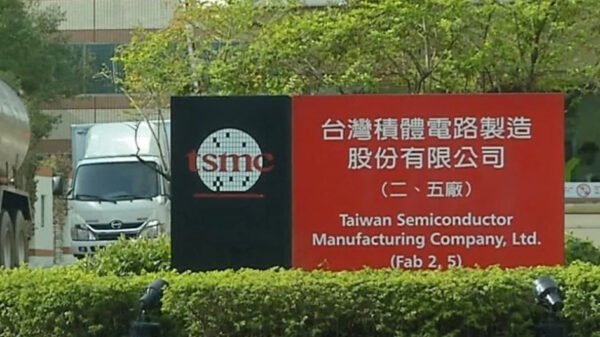 tsmc
台灣積體電路製造
股份有限公司
（二、五廠）
Taiwan Semiconductor
Manufacturing Company, Ltd.
(Fab 2, 5)